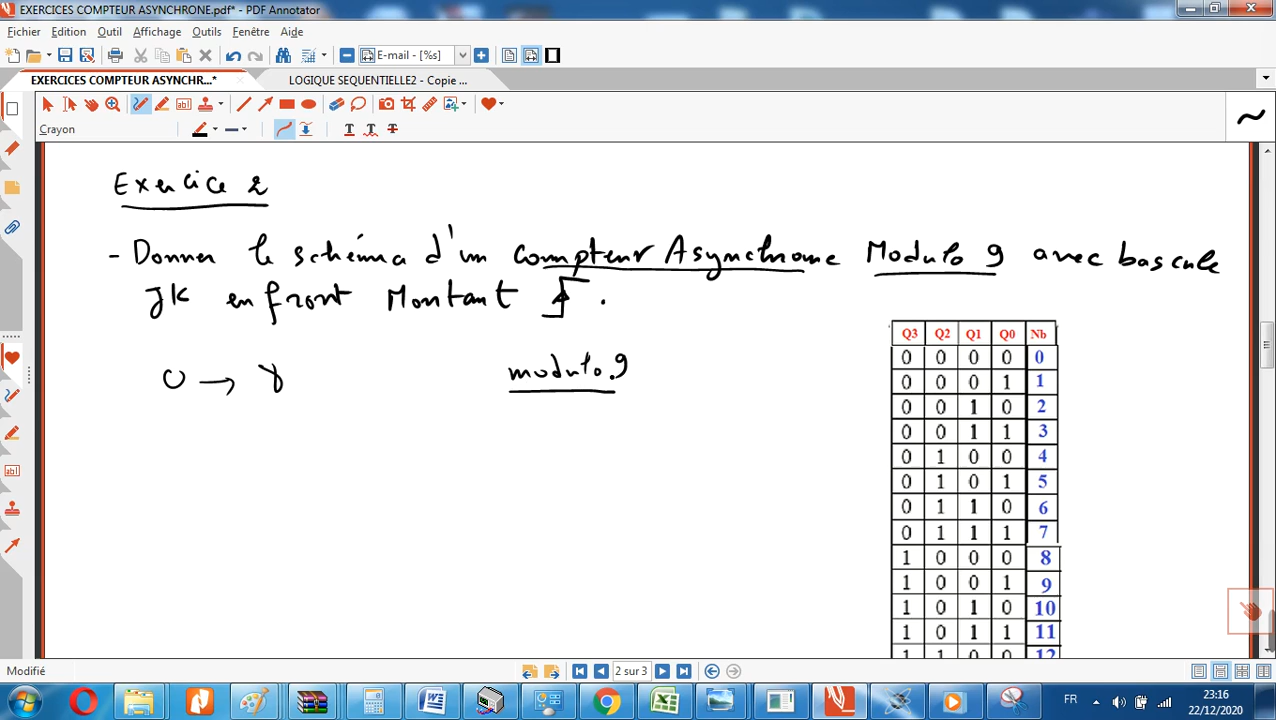 EXERCICES COMPTEUR ASYNCHRONE.pdf* - PDF Annotator
Fichier Edition Outil Affichage Outils Fenêtre Aide
E-mail - [%s]
EXERCICES COMPTEUR ASYNCHR...* LOGIQUE SEQUENTIELLE2 - Copie ...
Crayon
Exercice 2
- Donner le schéma d'un compteur Asynchrone Modulo 9 avec bascule
JK en front Montant .
0 → 8 modulo 9
Q3 Q2 Q1 Q0 Nb
0 0 0 0 0
0 0 0 1 1
0 0 1 0 2
0 0 1 1 3
0 1 0 0 4
0 1 0 1 5
0 1 1 0 6
0 1 1 1 7
1 0 0 0 8
1 0 0 1 9
1 0 1 0 10
1 0 1 1 11
1 1 0 0 12
Modifié 2 sur 3
FR 23:16
22/12/2020